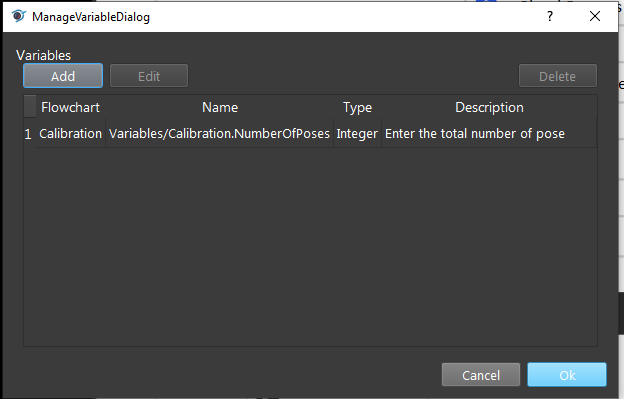 ManageVariableDialog
?
Variables
Add Edit Delete
Flowchart Name Type Description
1 Calibration Variables/Calibration.NumberOfPoses Integer Enter the total number of pose
Cancel Ok